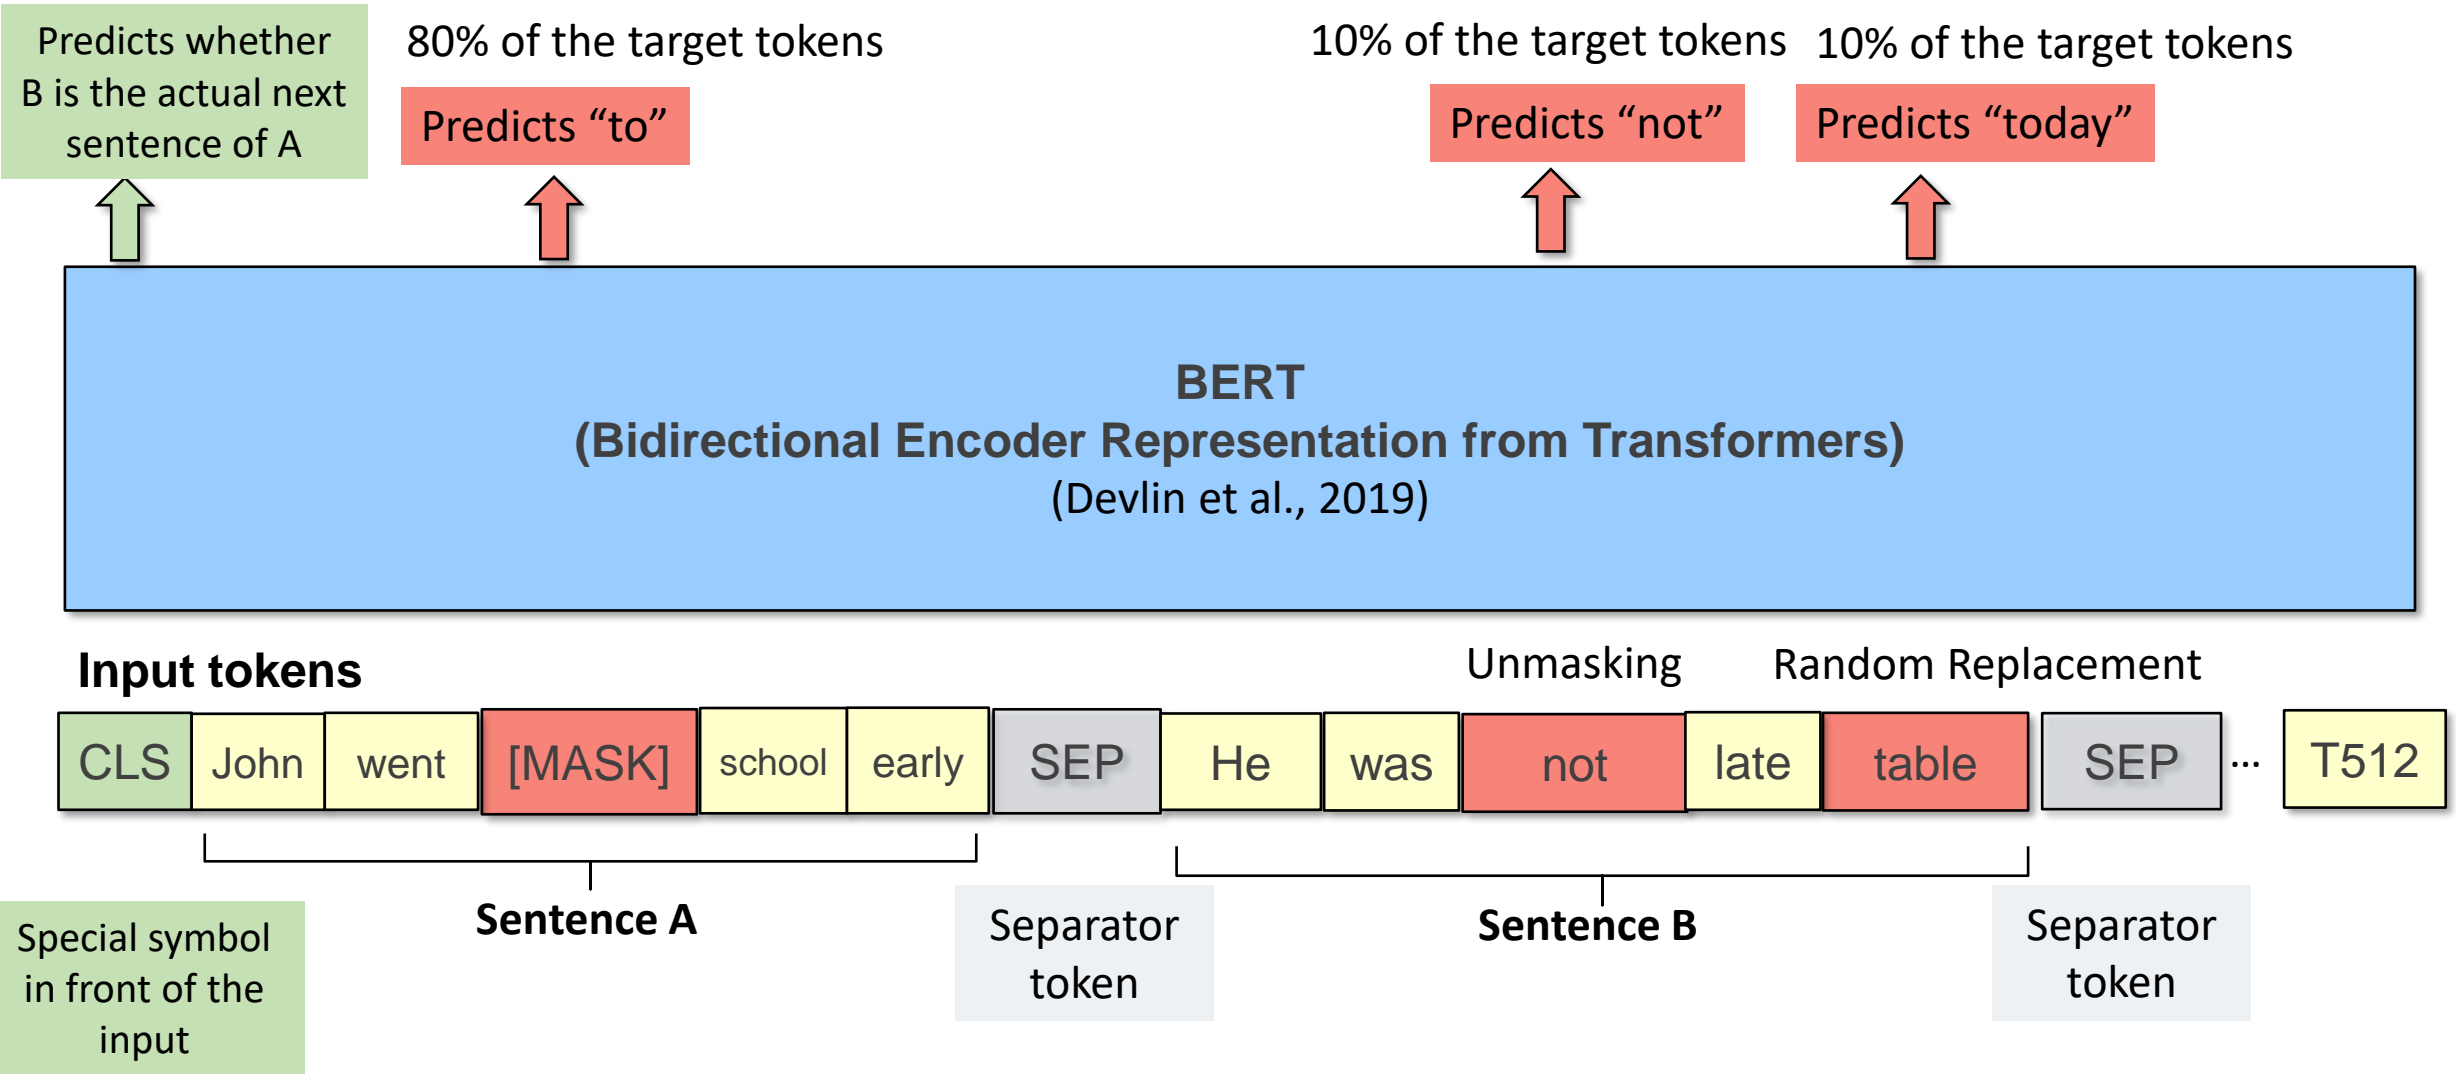 Predicts whether
B is the actual next
sentence of A
80% of the target tokens
Predicts “to”
10% of the target tokens
Predicts “not”
10% of the target tokens
Predicts “today”
BERT
(Bidirectional Encoder Representation from Transformers)
(Devlin et al., 2019)
Input tokens
Unmasking
Random Replacement
CLS John went [MASK] school early SEP He was not late table SEP ... T512
Sentence A
Sentence B
Special symbol
in front of the
input
Separator
token
Separator
token